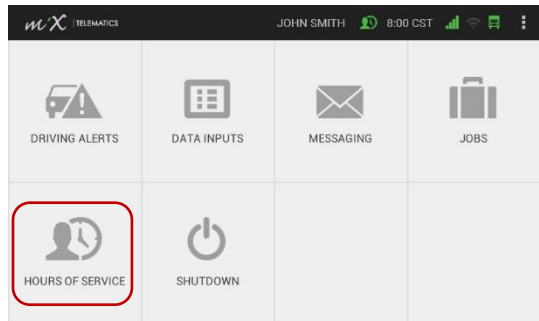 miX TELEMATICS
JOHN SMITH 8:00 CST
DRIVING ALERTS
DATA INPUTS
MESSAGING
JOBS
HOURS OF SERVICE
SHUTDOWN